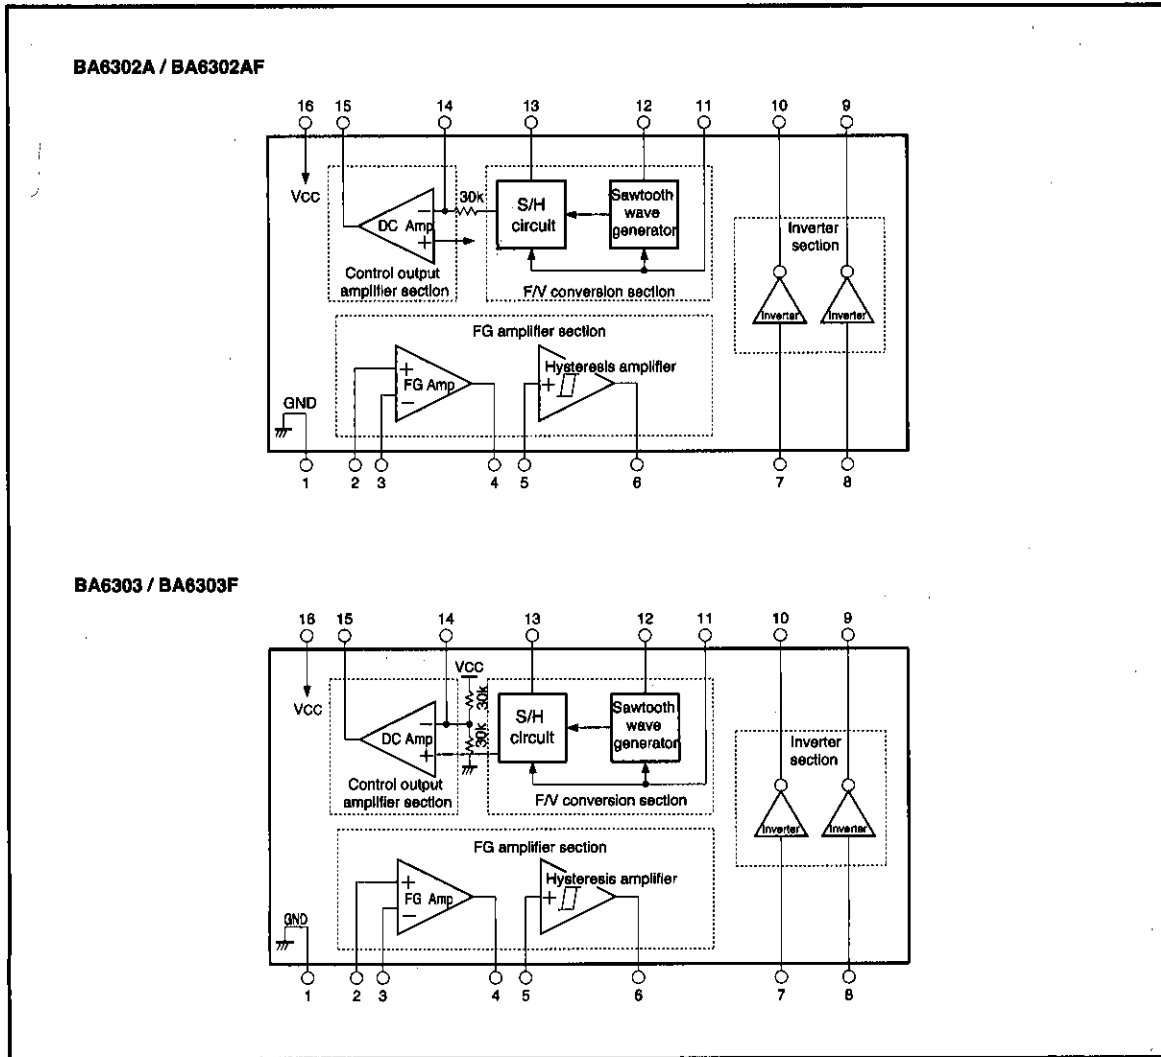 BA6302A / BA6302AF
16 15 14 13 12 11 10 9
VCC
30k
S/H circuit
Sawtooth wave generator
− DC Amp +
Control output amplifier section
F/V conversion section
Inverter section
Inverter Inverter
FG amplifier section
+ FG Amp −
Hysteresis amplifier
+
GND
1 2 3 4 5 6 7 8
BA6303 / BA6303F
16 15 14 13 12 11 10 9
VCC
VCC
30k
30k
S/H circuit
Sawtooth wave generator
− DC Amp +
Control output amplifier section
F/V conversion section
Inverter section
Inverter Inverter
FG amplifier section
+ FG Amp −
Hysteresis amplifier
+
GND
1 2 3 4 5 6 7 8